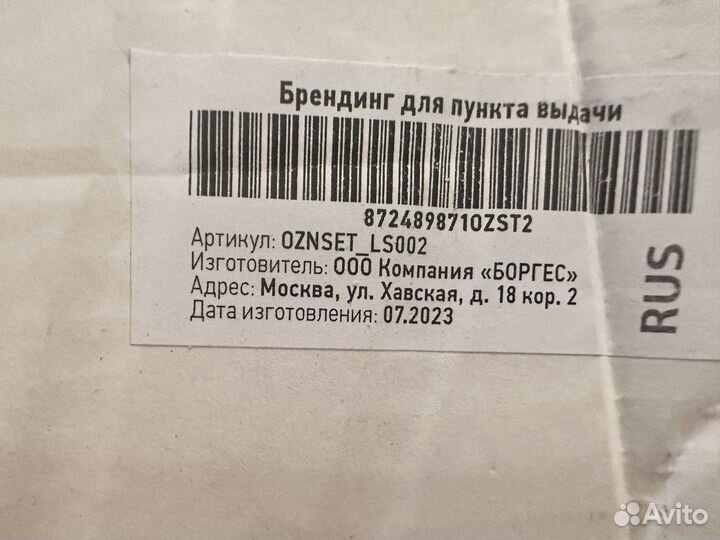 Брендинг для пункта выдачи
872489871OZST2
Артикул: OZNSET_LS002
Изготовитель: ООО Компания «БОРГЕС»
Адрес: Москва, ул. Хавская, д. 18 кор. 2
Дата изготовления: 07.2023
RUS
Avito